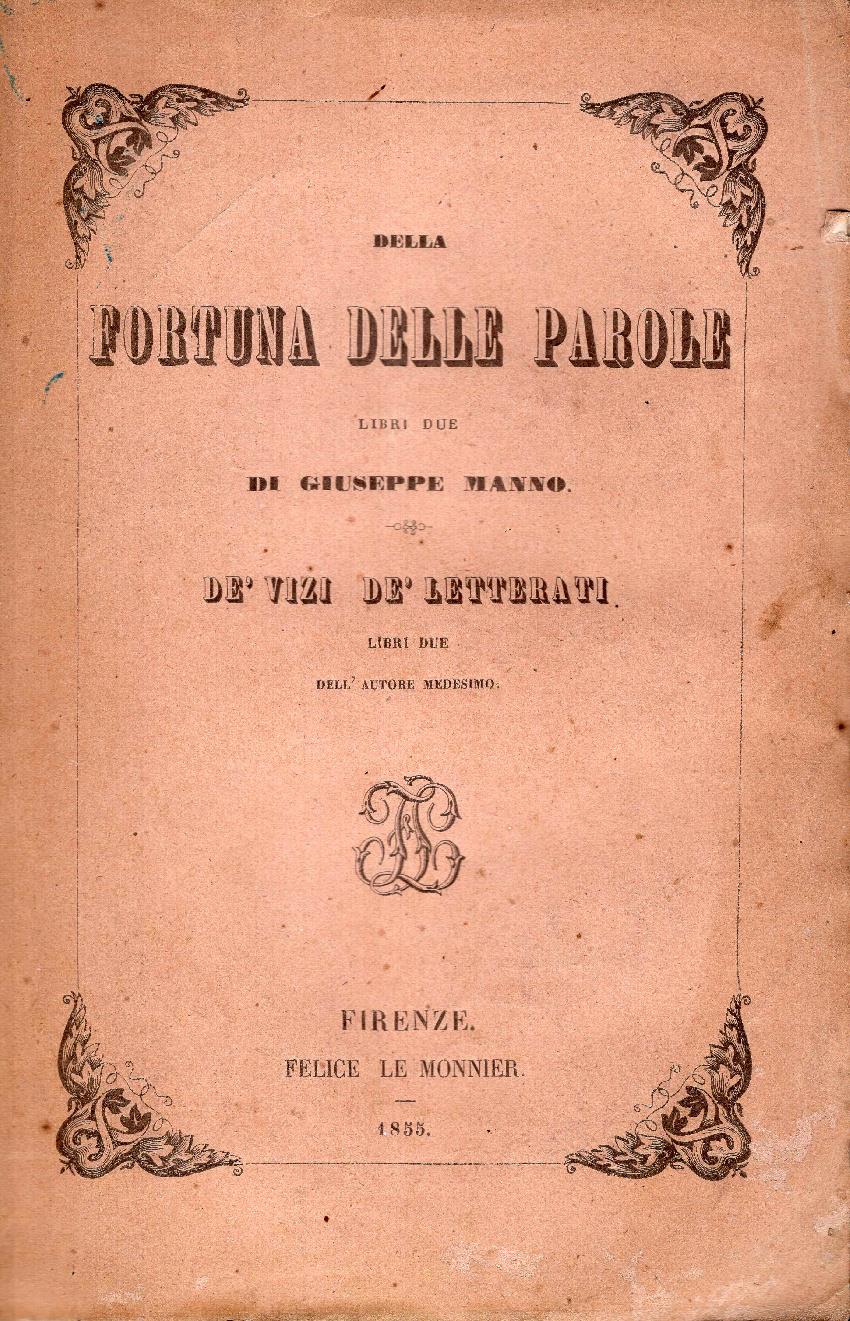 DELLA
FORTUNA DELLE PAROLE
LIBRI DUE
DI GIUSEPPE MANNO.
DE' VIZI DE' LETTERATI
LIBRI DUE
DELL' AUTORE MEDESIMO.
FIRENZE.
FELICE LE MONNIER.
1855.